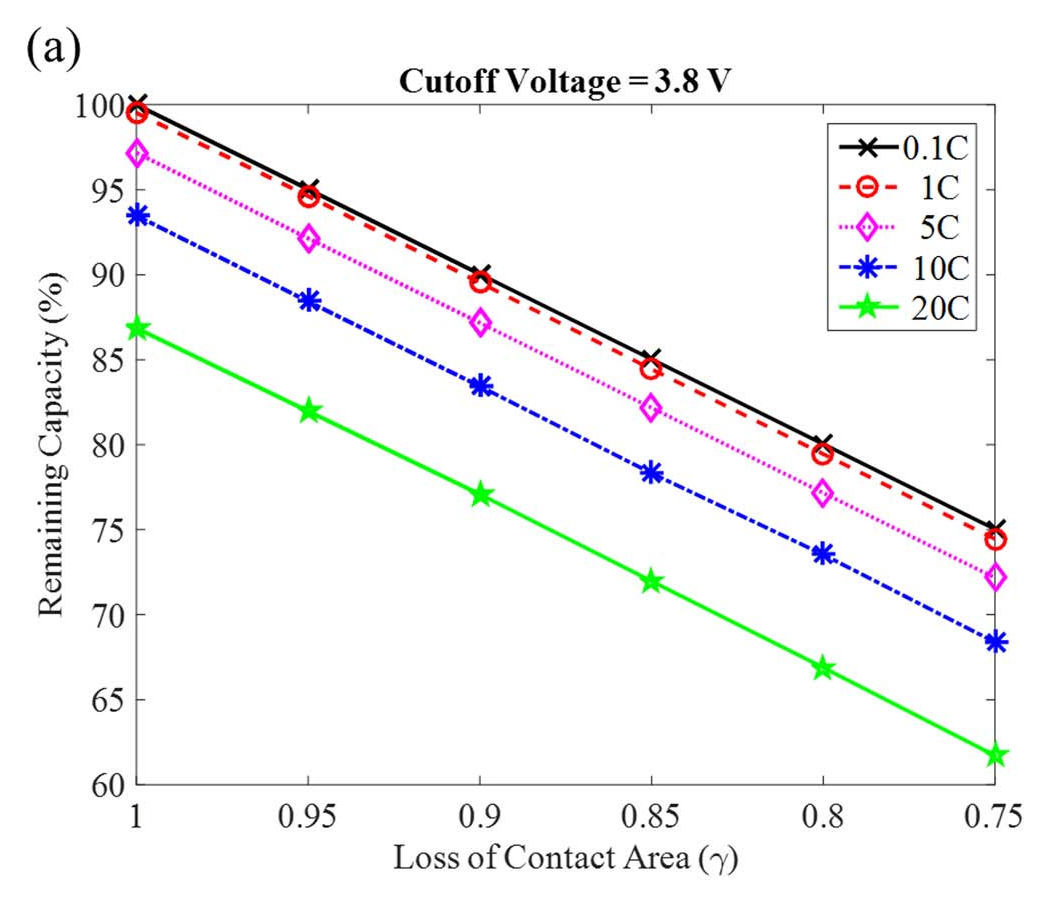 (a)
Cutoff Voltage = 3.8 V
100
95
90
85
80
75
70
65
60
Remaining Capacity (%)
0.1C
1C
5C
10C
20C
1 0.95 0.9 0.85 0.8 0.75
Loss of Contact Area (γ)